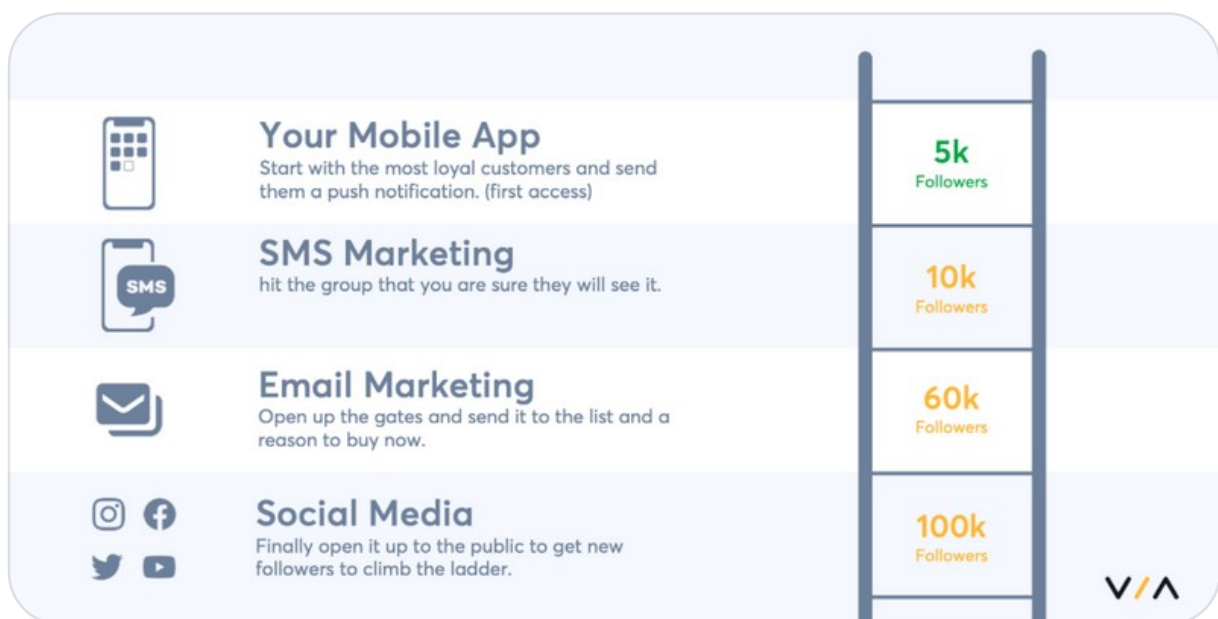 Your Mobile App
Start with the most loyal customers and send
them a push notification. (first access)
5k
Followers
SMS
SMS Marketing
hit the group that you are sure they will see it.
10k
Followers
Email Marketing
Open up the gates and send it to the list and a
reason to buy now.
60k
Followers
Social Media
Finally open it up to the public to get new
followers to climb the ladder.
100k
Followers
V/A